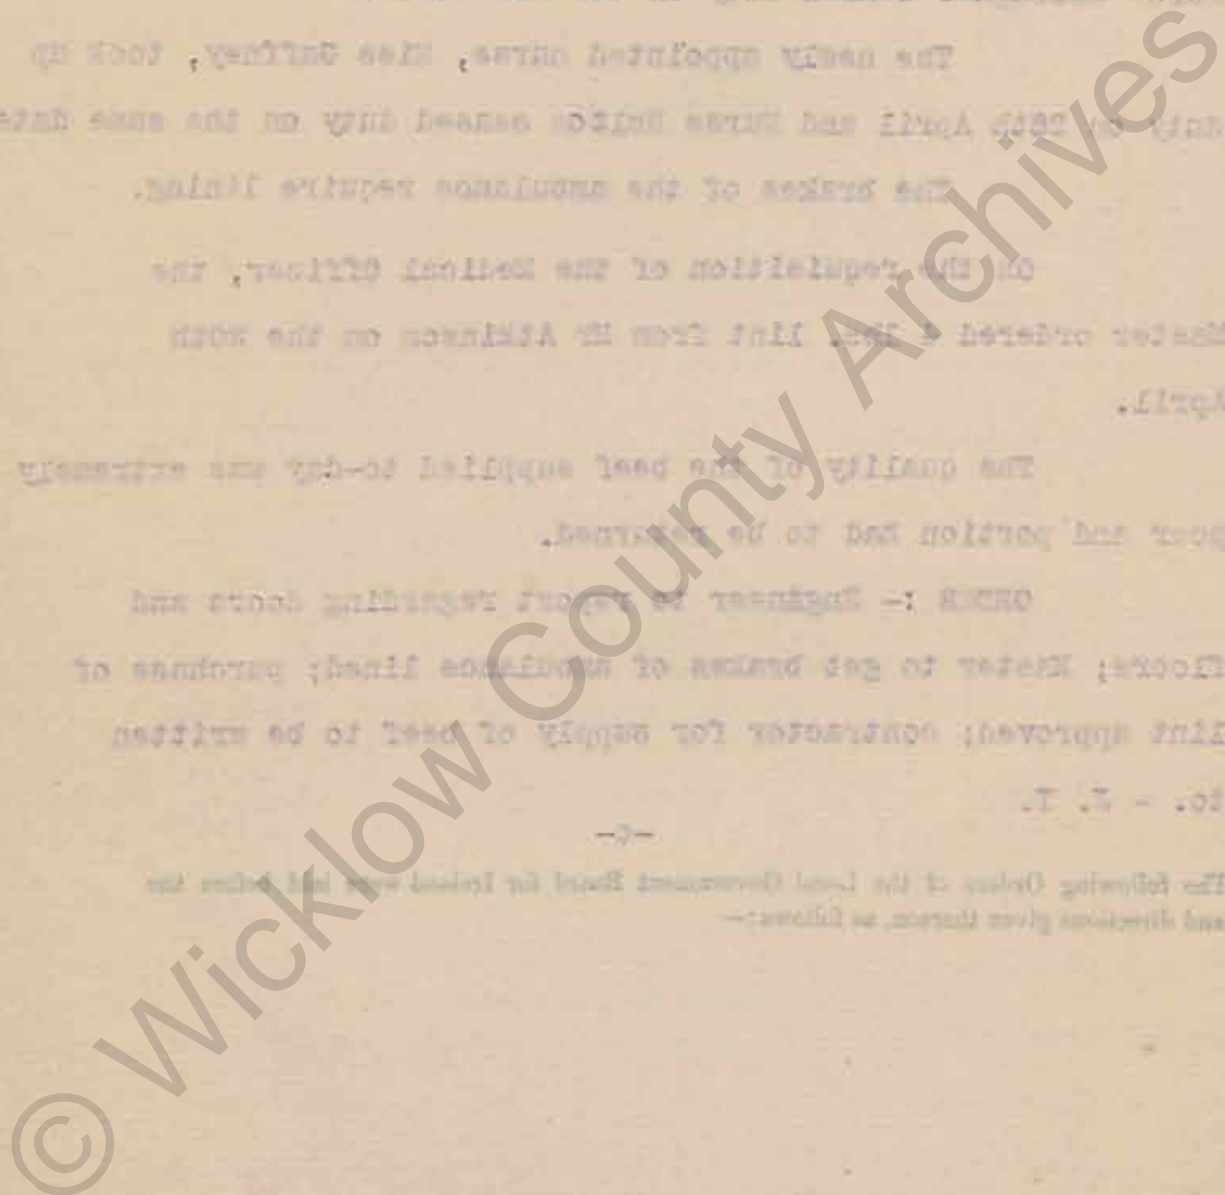 The newly appointed nurse, Miss Gaffney, took up
duty on 28th April and Nurse ceased duty on the same date
The brakes of the ambulance require lining.
On the requisition of the Medical Officer, the
Master ordered 4 lint from Mr Atkinson on the
April.
The quality of the beef supplied to-day was extremely
poor and portion had to be returned.
ORDER :- Engineer to report regarding doors and
floors; Master to get brakes of ambulance lined; purchase of
lint approved; contractor for supply of beef to be written
to. - J. T.
-o-
The following Orders of the Local Government Board for Ireland were laid before the
and directions given thereon, as follows:—
© Wicklow County Archives